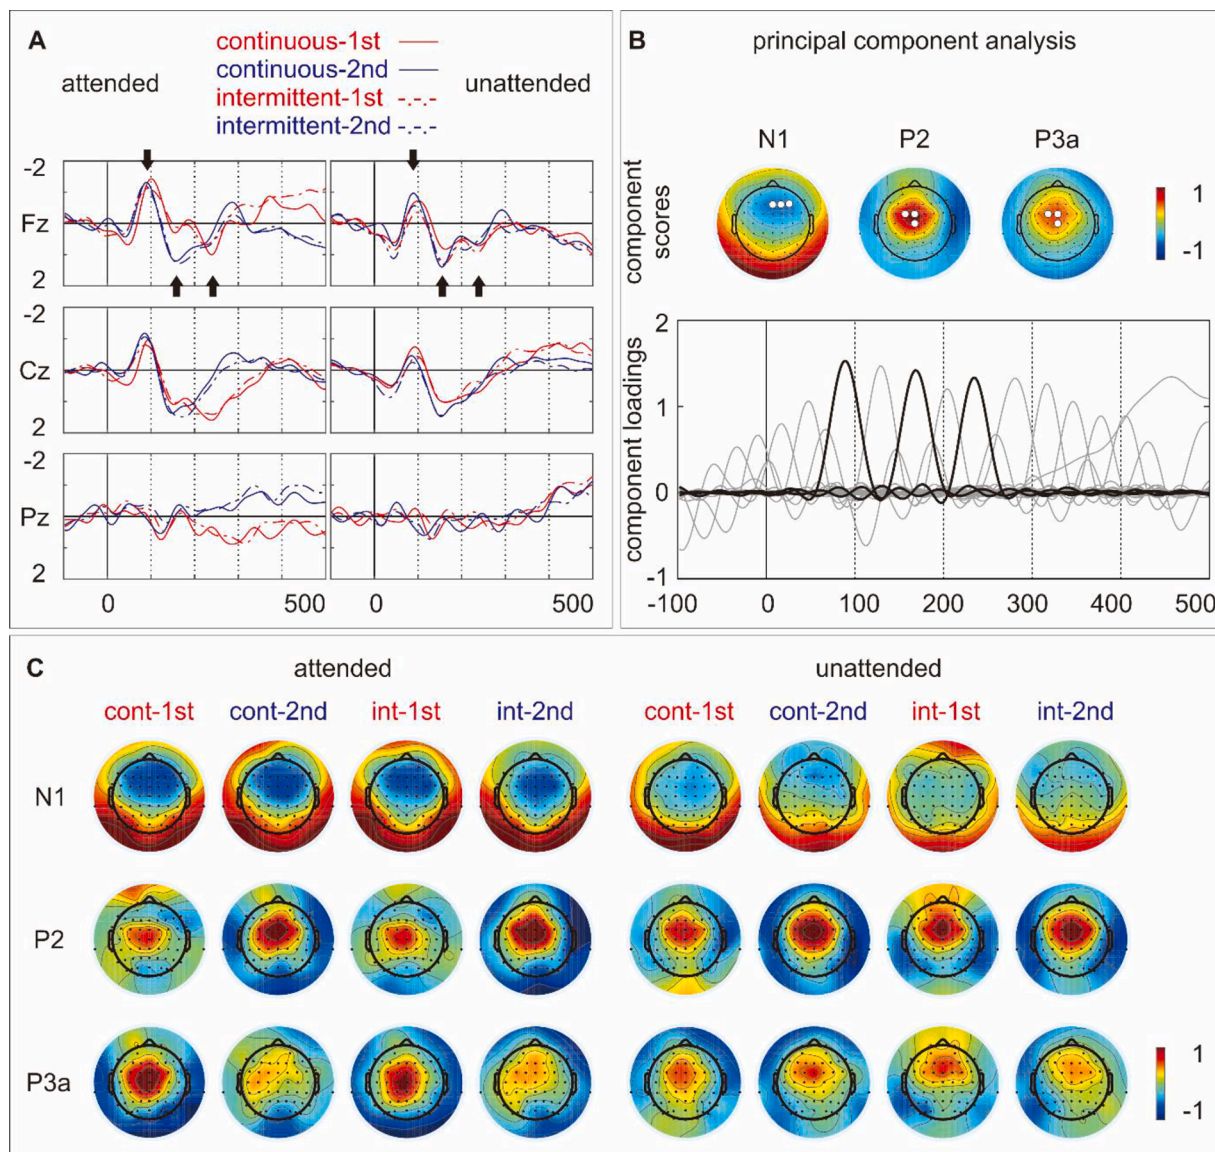 A
continuous-1st
continuous-2nd
intermittent-1st
intermittent-2nd
attended
unattended
-2
Fz
2
-2
Cz
2
-2
Pz
2
0 500 0 500
B principal component analysis
N1 P2 P3a
component
scores
1
-1
component loadings
2
1
0
-1
-100 0 100 200 300 400 500
C attended unattended
cont-1st cont-2nd int-1st int-2nd cont-1st cont-2nd int-1st int-2nd
N1
P2
P3a
1
-1